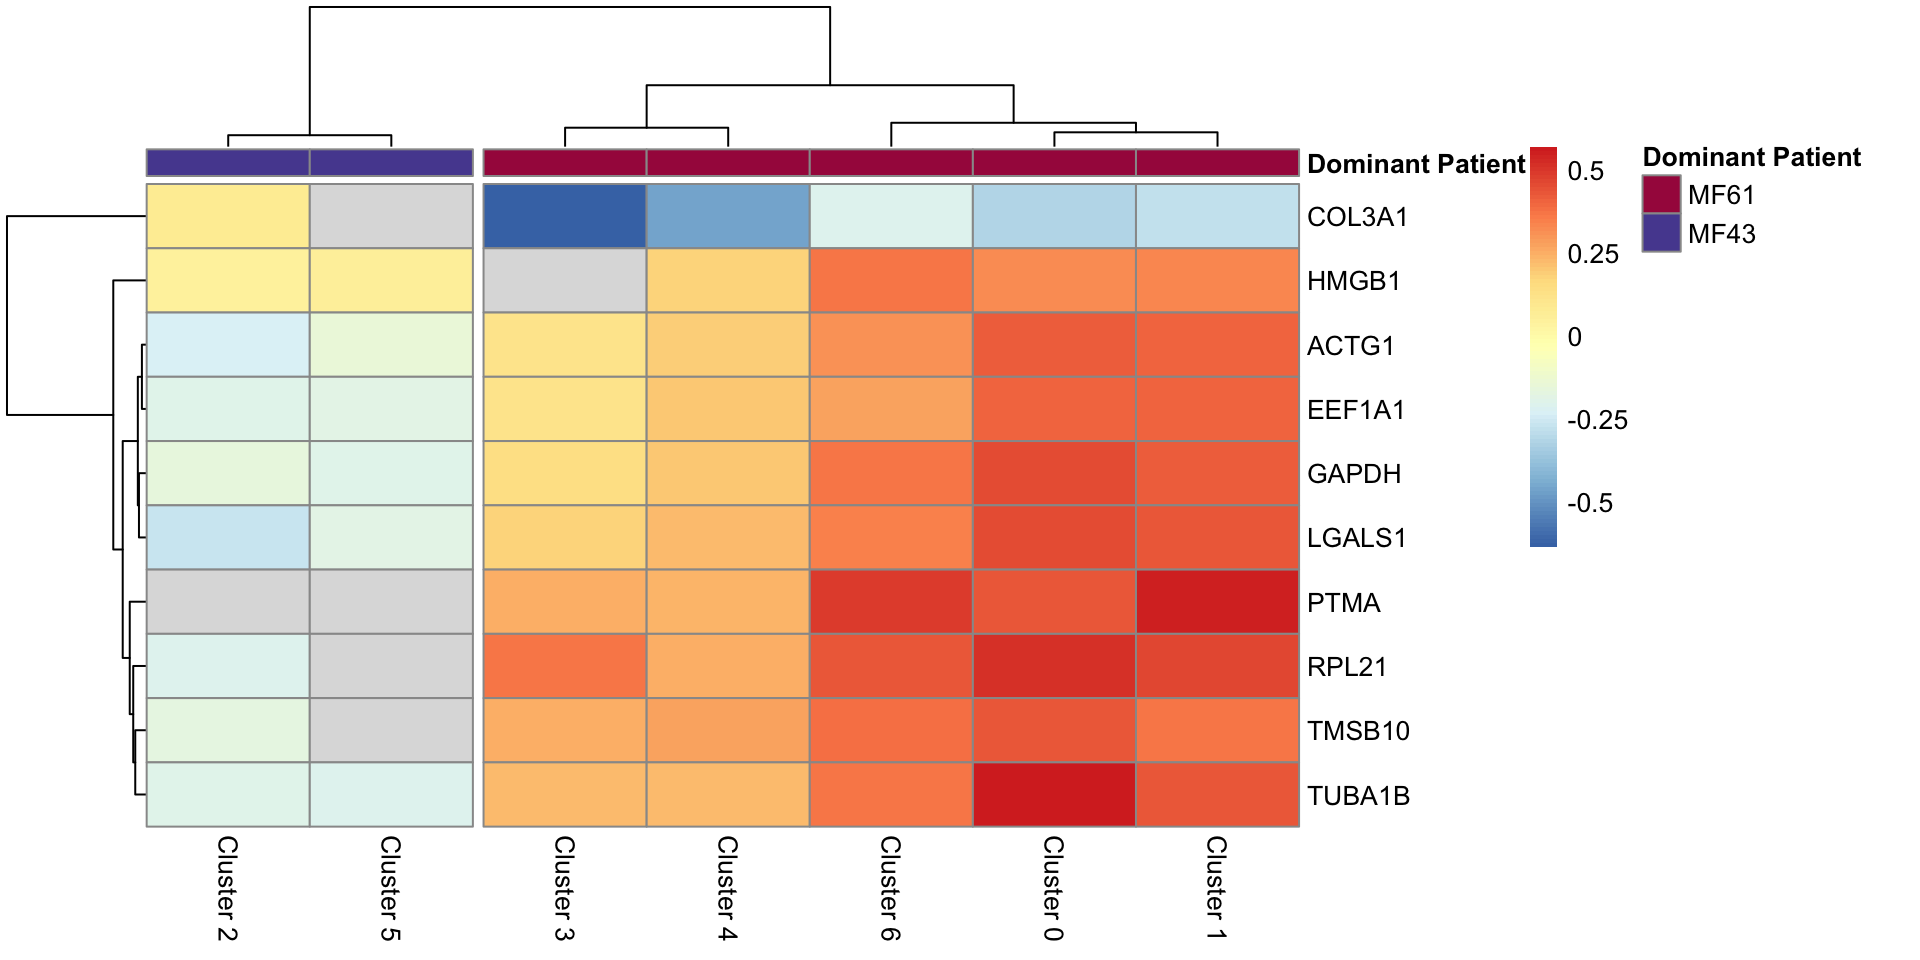 Dominant Patient
COL3A1
HMGB1
ACTG1
EEF1A1
GAPDH
LGALS1
PTMA
RPL21
TMSB10
TUBA1B
Cluster 2
Cluster 5
Cluster 3
Cluster 4
Cluster 6
Cluster 0
Cluster 1
0.5
0.25
0
-0.25
-0.5
Dominant Patient
MF61
MF43